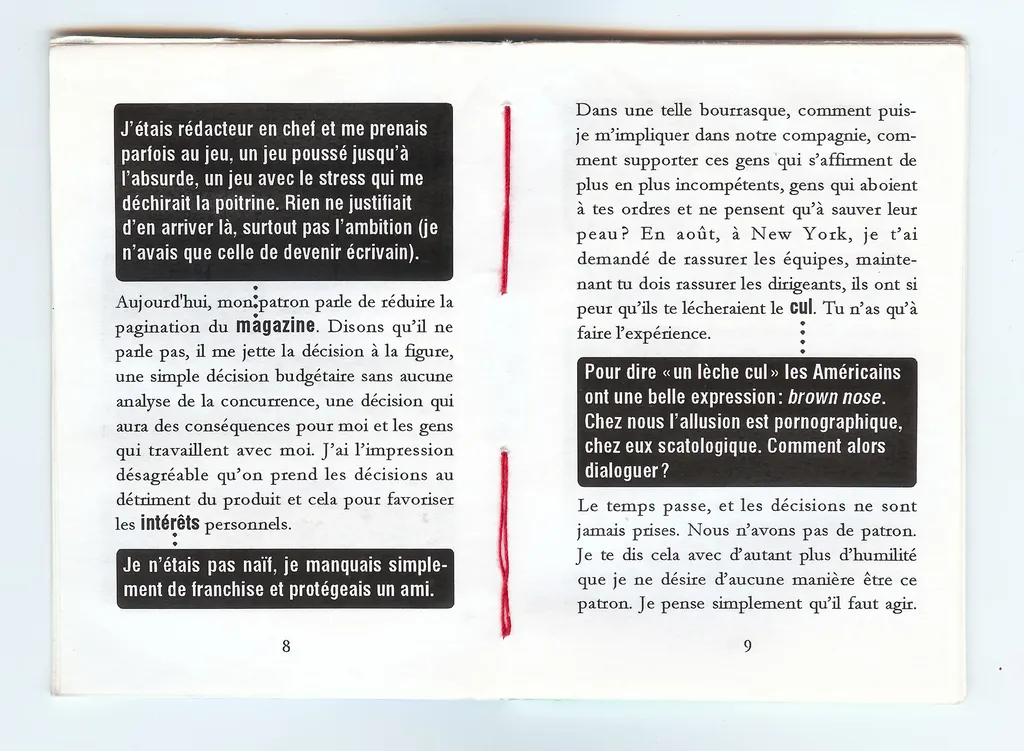 J'étais rédacteur en chef et me prenais
parfois au jeu, un jeu poussé jusqu'à
l'absurde, un jeu avec le stress qui me
déchirait la poitrine. Rien ne justifiait
d'en arriver là, surtout pas l'ambition (je
n'avais que celle de devenir écrivain).
Aujourd'hui, mon patron parle de réduire la
pagination du magazine. Disons qu'il ne
parle pas, il me jette la décision à la figure,
une simple décision budgétaire sans aucune
analyse de la concurrence, une décision qui
aura des conséquences pour moi et les gens
qui travaillent avec moi. J'ai l'impression
désagréable qu'on prend les décisions au
détriment du produit et cela pour favoriser
les intérêts personnels.
Je n'étais pas naïf, je manquais simple-
ment de franchise et protégeais un ami.
8
Dans une telle bourrasque, comment puis-
je m'impliquer dans notre compagnie, com-
ment supporter ces gens qui s'affirment de
plus en plus incompétents, gens qui aboient
à tes ordres et ne pensent qu'à sauver leur
peau ? En août, à New York, je t'ai
demandé de rassurer les équipes, mainte-
nant tu dois rassurer les dirigeants, ils ont si
peur qu'ils te lécheraient le cul. Tu n'as qu'à
faire l'expérience.
Pour dire « un lèche cul » les Américains
ont une belle expression : brown nose.
Chez nous l'allusion est pornographique,
chez eux scatologique. Comment alors
dialoguer ?
Le temps passe, et les décisions ne sont
jamais prises. Nous n'avons pas de patron.
Je te dis cela avec d'autant plus d'humilité
que je ne désire d'aucune manière être ce
patron. Je pense simplement qu'il faut agir.
9